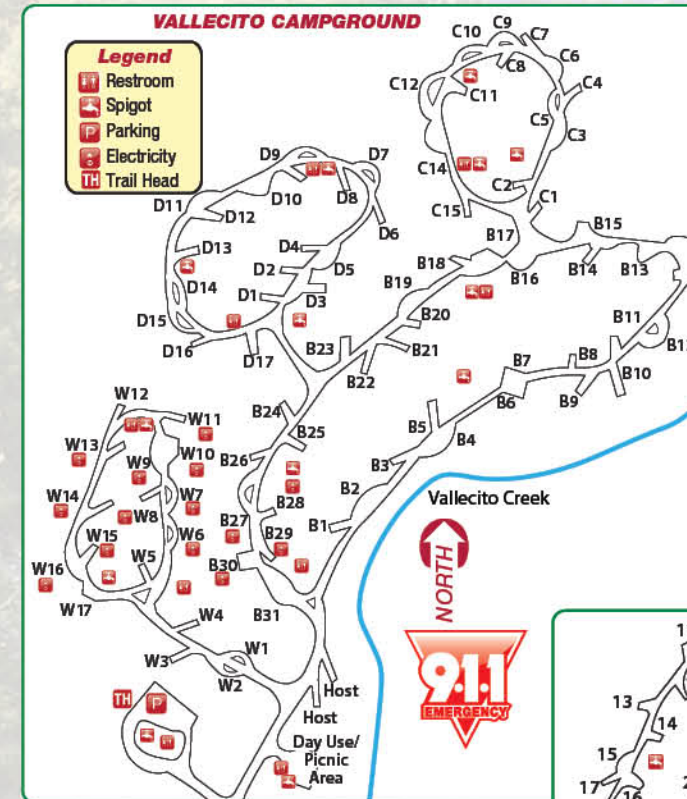 VALLECITO CAMPGROUND
Legend
Restroom
Spigot
P Parking
Electricity
TH Trail Head
C9
C10
C7
C8
C6
C12
C4
C11
C5
C3
C14
C2
C1
C15
D9
D7
D10
D8
D11
D12
D6
D13
D4
D2
D5
D14
D1
D3
D15
D16
D17
B17
B15
B18
B16
B14
B13
B19
B20
B11
B23
B21
B22
B7
B8
B10
B6
B9
B24
B5
B25
B4
B26
B3
B2
B28
B1
B27
B29
B30
B31
W12
W11
W13
W10
W9
W14
W7
W8
W15
W6
W5
W16
W17
W4
W1
W3
W2
TH
P
Host
Host
Day Use/
Picnic
Area
Vallecito Creek
NORTH
9-1-1
EMERGENCY
1
13
14
15
17
16
2